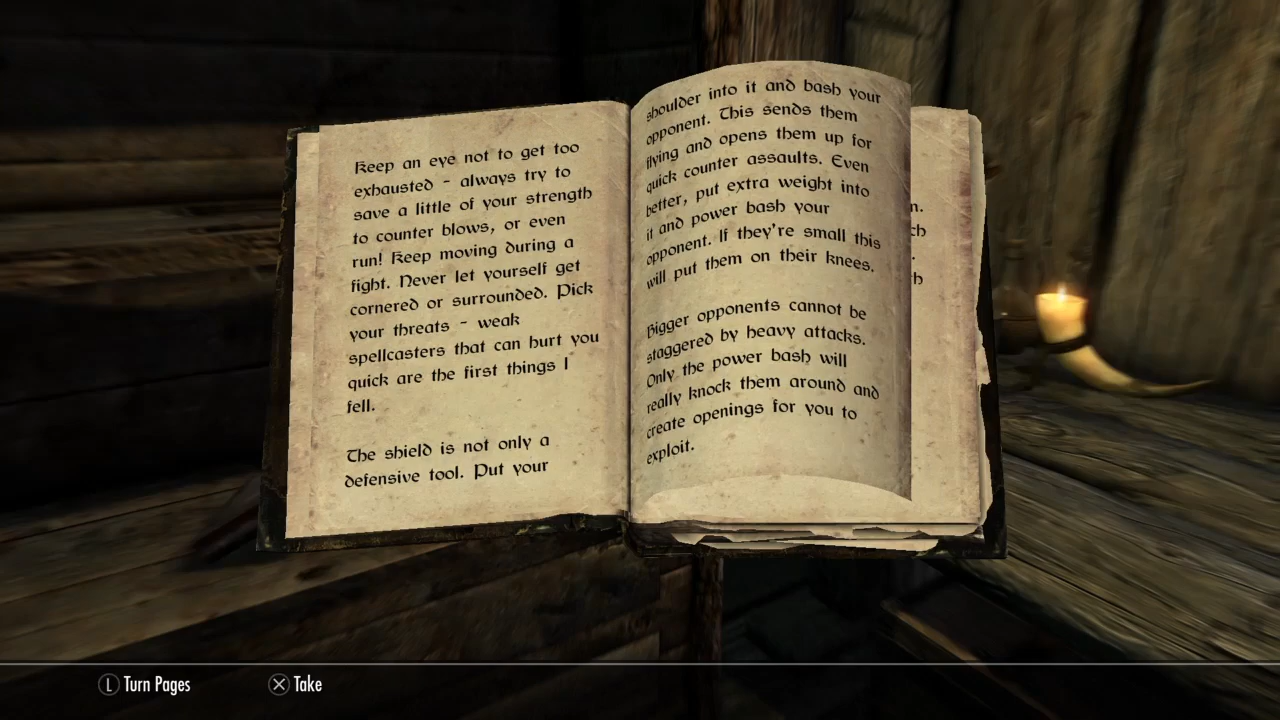 Keep an eye not to get too
exhausted - always try to
save a little of your strength
to counter blows, or even
run! Keep moving during a
fight. Never let yourself get
cornered or surrounded. Pick
your threats - weak
spellcasters that can hurt you
quick are the first things I
fell.
The shield is not only a
defensive tool. Put your
shoulder into it and bash your
opponent. This sends them
flying and opens them up for
quick counter assaults. Even
better, put extra weight into
it and power bash your
opponent. If they're small this
will put them on their knees.
Bigger opponents cannot be
staggered by heavy attacks.
Only the power bash will
really knock them around and
create openings for you to
exploit.
L Turn Pages
X Take